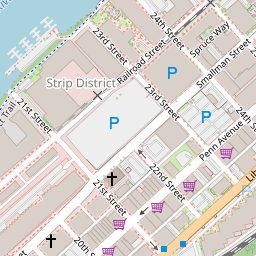 24th Street
Spruce Way
23rd Street
Railroad Street
Smallman Street
P
Strip District
Trail
21st Street
P
23rd Street
P
24th
Penn Avenue
22nd Street
21st Street
20th
Lib